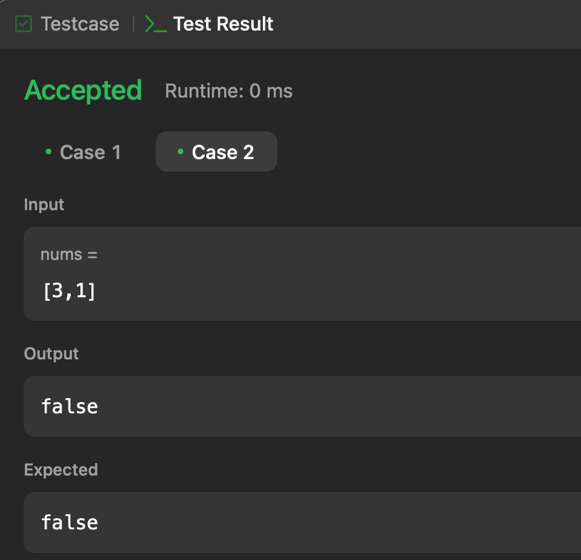 Testcase | >_ Test Result
Accepted Runtime: 0 ms
• Case 1 • Case 2
Input
nums =
[3,1]
Output
false
Expected
false